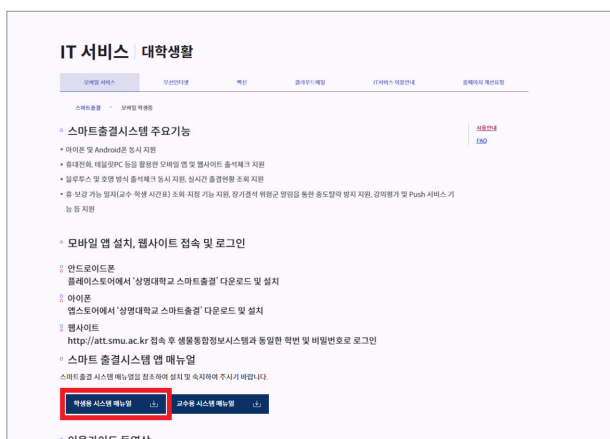 IT 서비스 대학생활
모바일 서비스 무선인터넷 백신 클라우드메일 IT서비스 이용안내 홈페이지 개선요청
스마트출결 · 모바일 학생증
스마트출결시스템 주요기능
사용안내
FAQ
아이폰 및 Android폰 동시 지원
휴대전화, 태블릿PC 등을 활용한 모바일 앱 및 웹사이트 출석체크 지원
블루투스 및 호명 방식 출석체크 동시 지원, 실시간 출결현황 조회 지원
휴·보강 가능 일자(교수·학생 시간표) 조회·지정 기능 지원, 장기결석 위험군 알림을 통한 중도탈락 방지 지원, 강의평가 및 Push 서비스 기
능 등 지원
모바일 앱 설치, 웹사이트 접속 및 로그인
안드로이드폰
플레이스토어에서 '상명대학교 스마트출결' 다운로드 및 설치
아이폰
앱스토어에서 '상명대학교 스마트출결' 다운로드 및 설치
웹사이트
http://att.smu.ac.kr 접속 후 샘물통합정보시스템과 동일한 학번 및 비밀번호로 로그인
스마트 출결시스템 앱 매뉴얼
스마트출결 시스템 매뉴얼을 참조하여 설치 및 숙지하여 주시기 바랍니다.
학생용 시스템 매뉴얼 교수용 시스템 매뉴얼